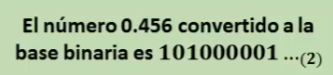 El número 0.456 convertido a la
base binaria es 101000001 ...(2)